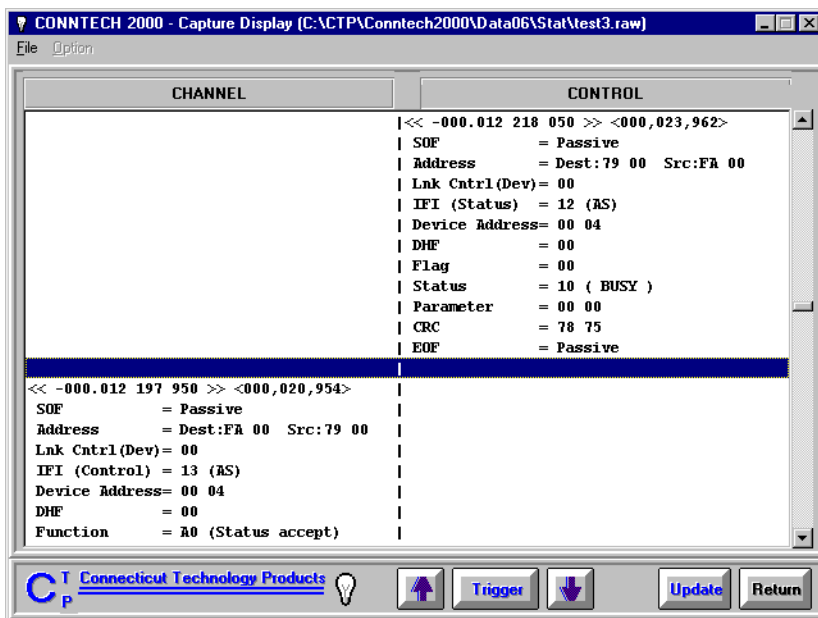 CONNTECH 2000 - Capture Display (C:\CTP\Conntech2000\Data06\Stat\test3.raw)
File Option
CHANNEL
CONTROL
<< -000.012 218 050 >> <000,023,962>
SOF = Passive
Address = Dest:79 00 Src:FA 00
Lnk Cntrl(Dev)= 00
IFI (Status) = 12 (AS)
Device Address= 00 04
DHF = 00
Flag = 00
Status = 10 ( BUSY )
Parameter = 00 00
CRC = 78 75
EOF = Passive
<< -000.012 197 950 >> <000,020,954>
SOF = Passive
Address = Dest:FA 00 Src:79 00
Lnk Cntrl(Dev)= 00
IFI (Control) = 13 (AS)
Device Address= 00 04
DHF = 00
Function = A0 (Status accept)
CTP Connecticut Technology Products
Trigger
Update
Return